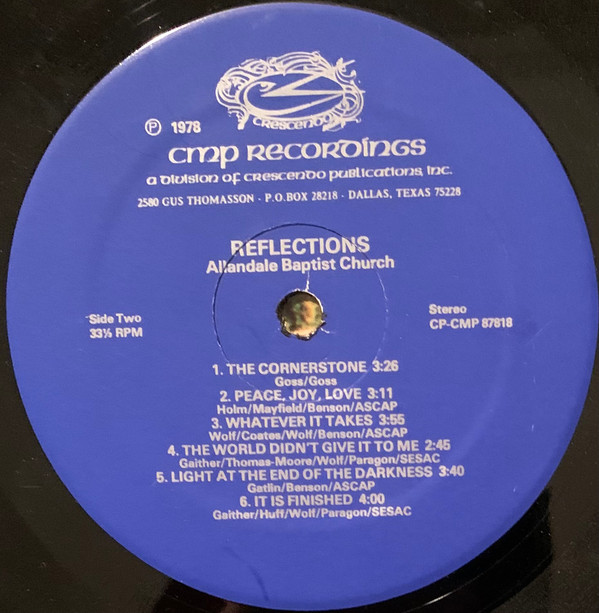 CRESCENDO
℗ 1978
CMP RECORDINGS
A DIVISION OF CRESCENDO PUBLICATIONS, INC.
2580 GUS THOMASSON · P.O. BOX 28218 · DALLAS, TEXAS 75228
REFLECTIONS
Allandale Baptist Church
Side Two
33⅓ RPM
Stereo
CP-CMP 87818
1. THE CORNERSTONE 3:26
Goss/Goss
2. PEACE, JOY, LOVE 3:11
Holm/Mayfield/Benson/ASCAP
3. WHATEVER IT TAKES 3:55
Wolf/Coates/Wolf/Benson/ASCAP
4. THE WORLD DIDN'T GIVE IT TO ME 2:45
Gaither/Thomas-Moore/Wolf/Paragon/SESAC
5. LIGHT AT THE END OF THE DARKNESS 3:40
Gatlin/Benson/ASCAP
6. IT IS FINISHED 4:00
Gaither/Huff/Wolf/Paragon/SESAC